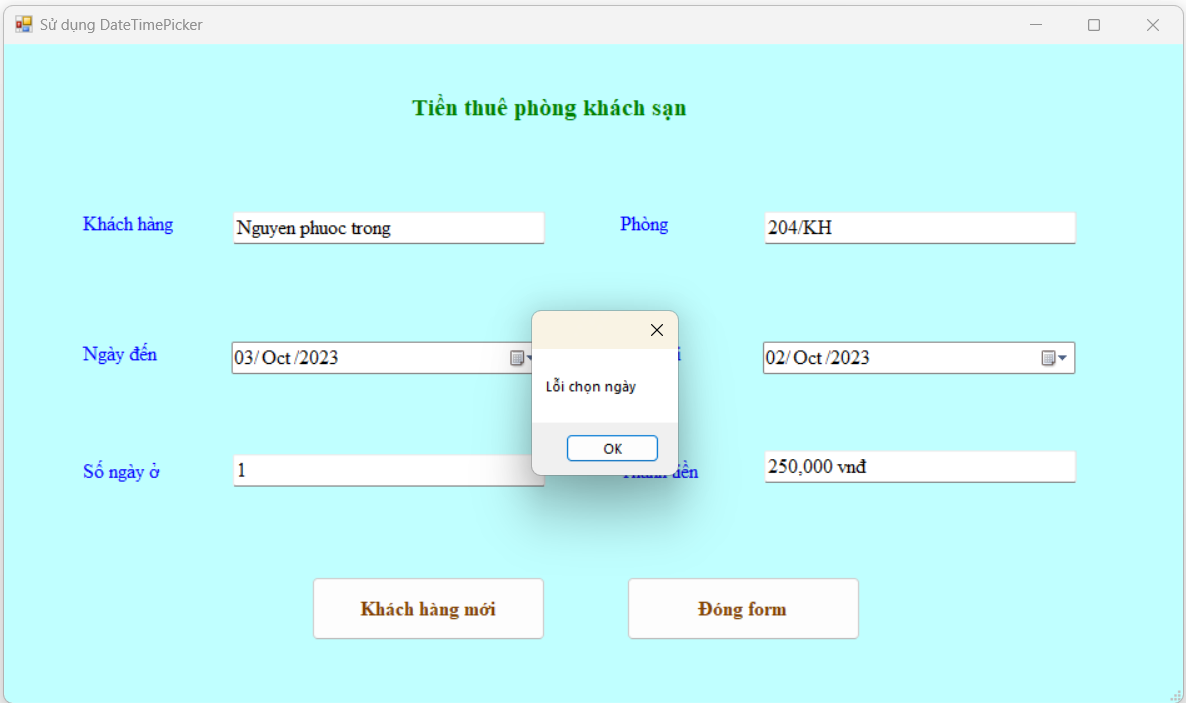 Sử dụng DateTimePicker
Tiền thuê phòng khách sạn
Khách hàng Nguyen phuoc trong Phòng 204/KH
Ngày đến 03/ Oct /2023 02/ Oct /2023
Lỗi chọn ngày
OK
Số ngày ở 1 250,000 vnđ
Khách hàng mới Đóng form